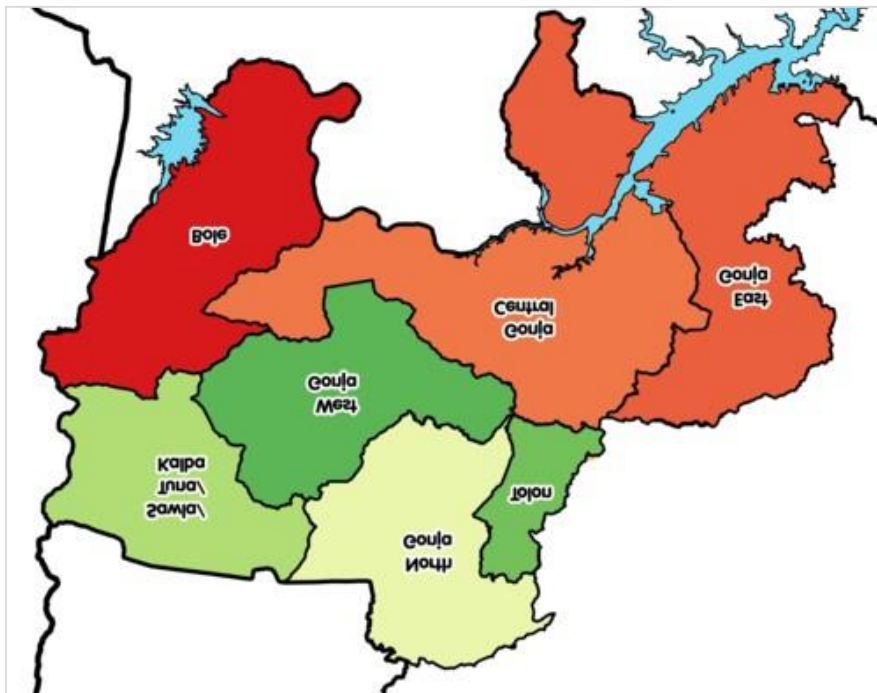 Bole
East
Gonja
Gonja
Central
West
Gonja
Sawla/
Tuna/
Kalba
Tolon
North
Gonja